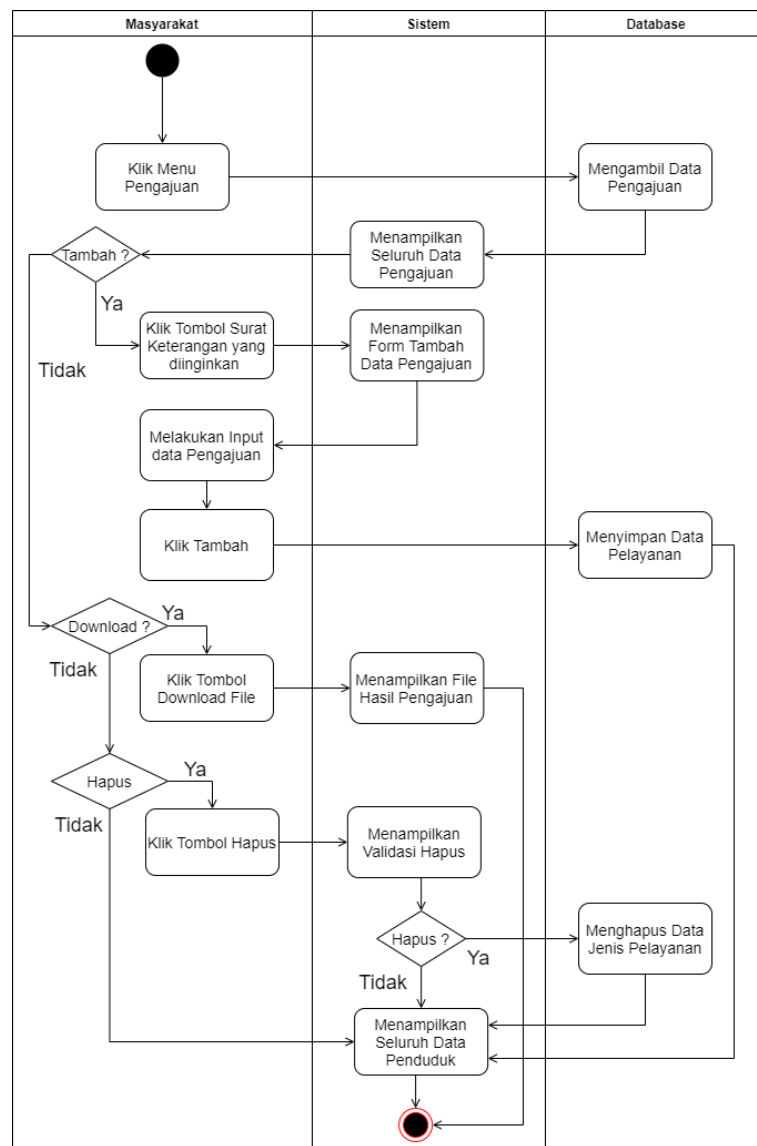 Masyarakat
Sistem
Database
Klik Menu
Pengajuan
Mengambil Data
Pengajuan
Menampilkan
Seluruh Data
Pengajuan
Tambah ?
Ya
Tidak
Klik Tombol Surat
Keterangan yang
diinginkan
Menampilkan
Form Tambah
Data Pengajuan
Melakukan Input
data Pengajuan
Klik Tambah
Menyimpan Data
Pelayanan
Download ?
Ya
Tidak
Klik Tombol
Download File
Menampilkan File
Hasil Pengajuan
Hapus
Ya
Tidak
Klik Tombol Hapus
Menampilkan
Validasi Hapus
Hapus ?
Ya
Tidak
Menghapus Data
Jenis Pelayanan
Menampilkan
Seluruh Data
Penduduk